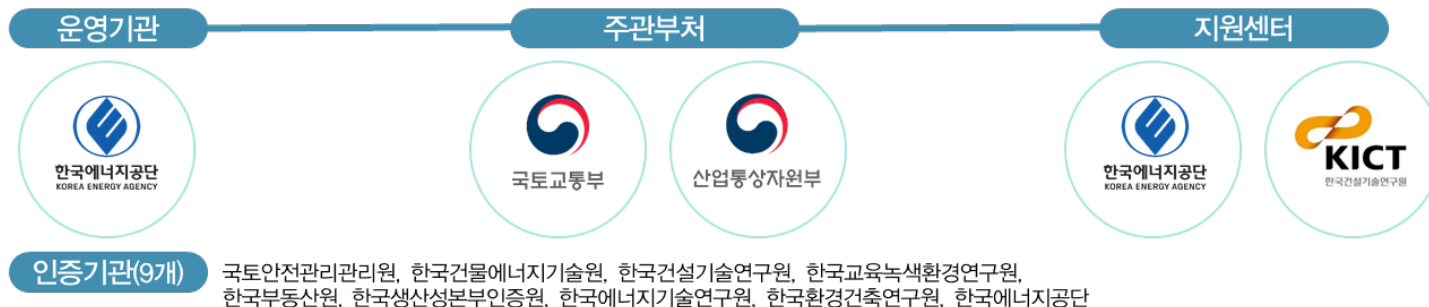 운영기관
주관부처
지원센터
한국에너지공단
KOREA ENERGY AGENCY
국토교통부
산업통상자원부
한국에너지공단
KOREA ENERGY AGENCY
KICT
한국건설기술연구원
인증기관(9개)
국토안전관리관리원, 한국건물에너지기술원, 한국건설기술연구원, 한국교육녹색환경연구원,
한국부동산원, 한국생산성본부인증원, 한국에너지기술연구원, 한국환경건축연구원, 한국에너지공단